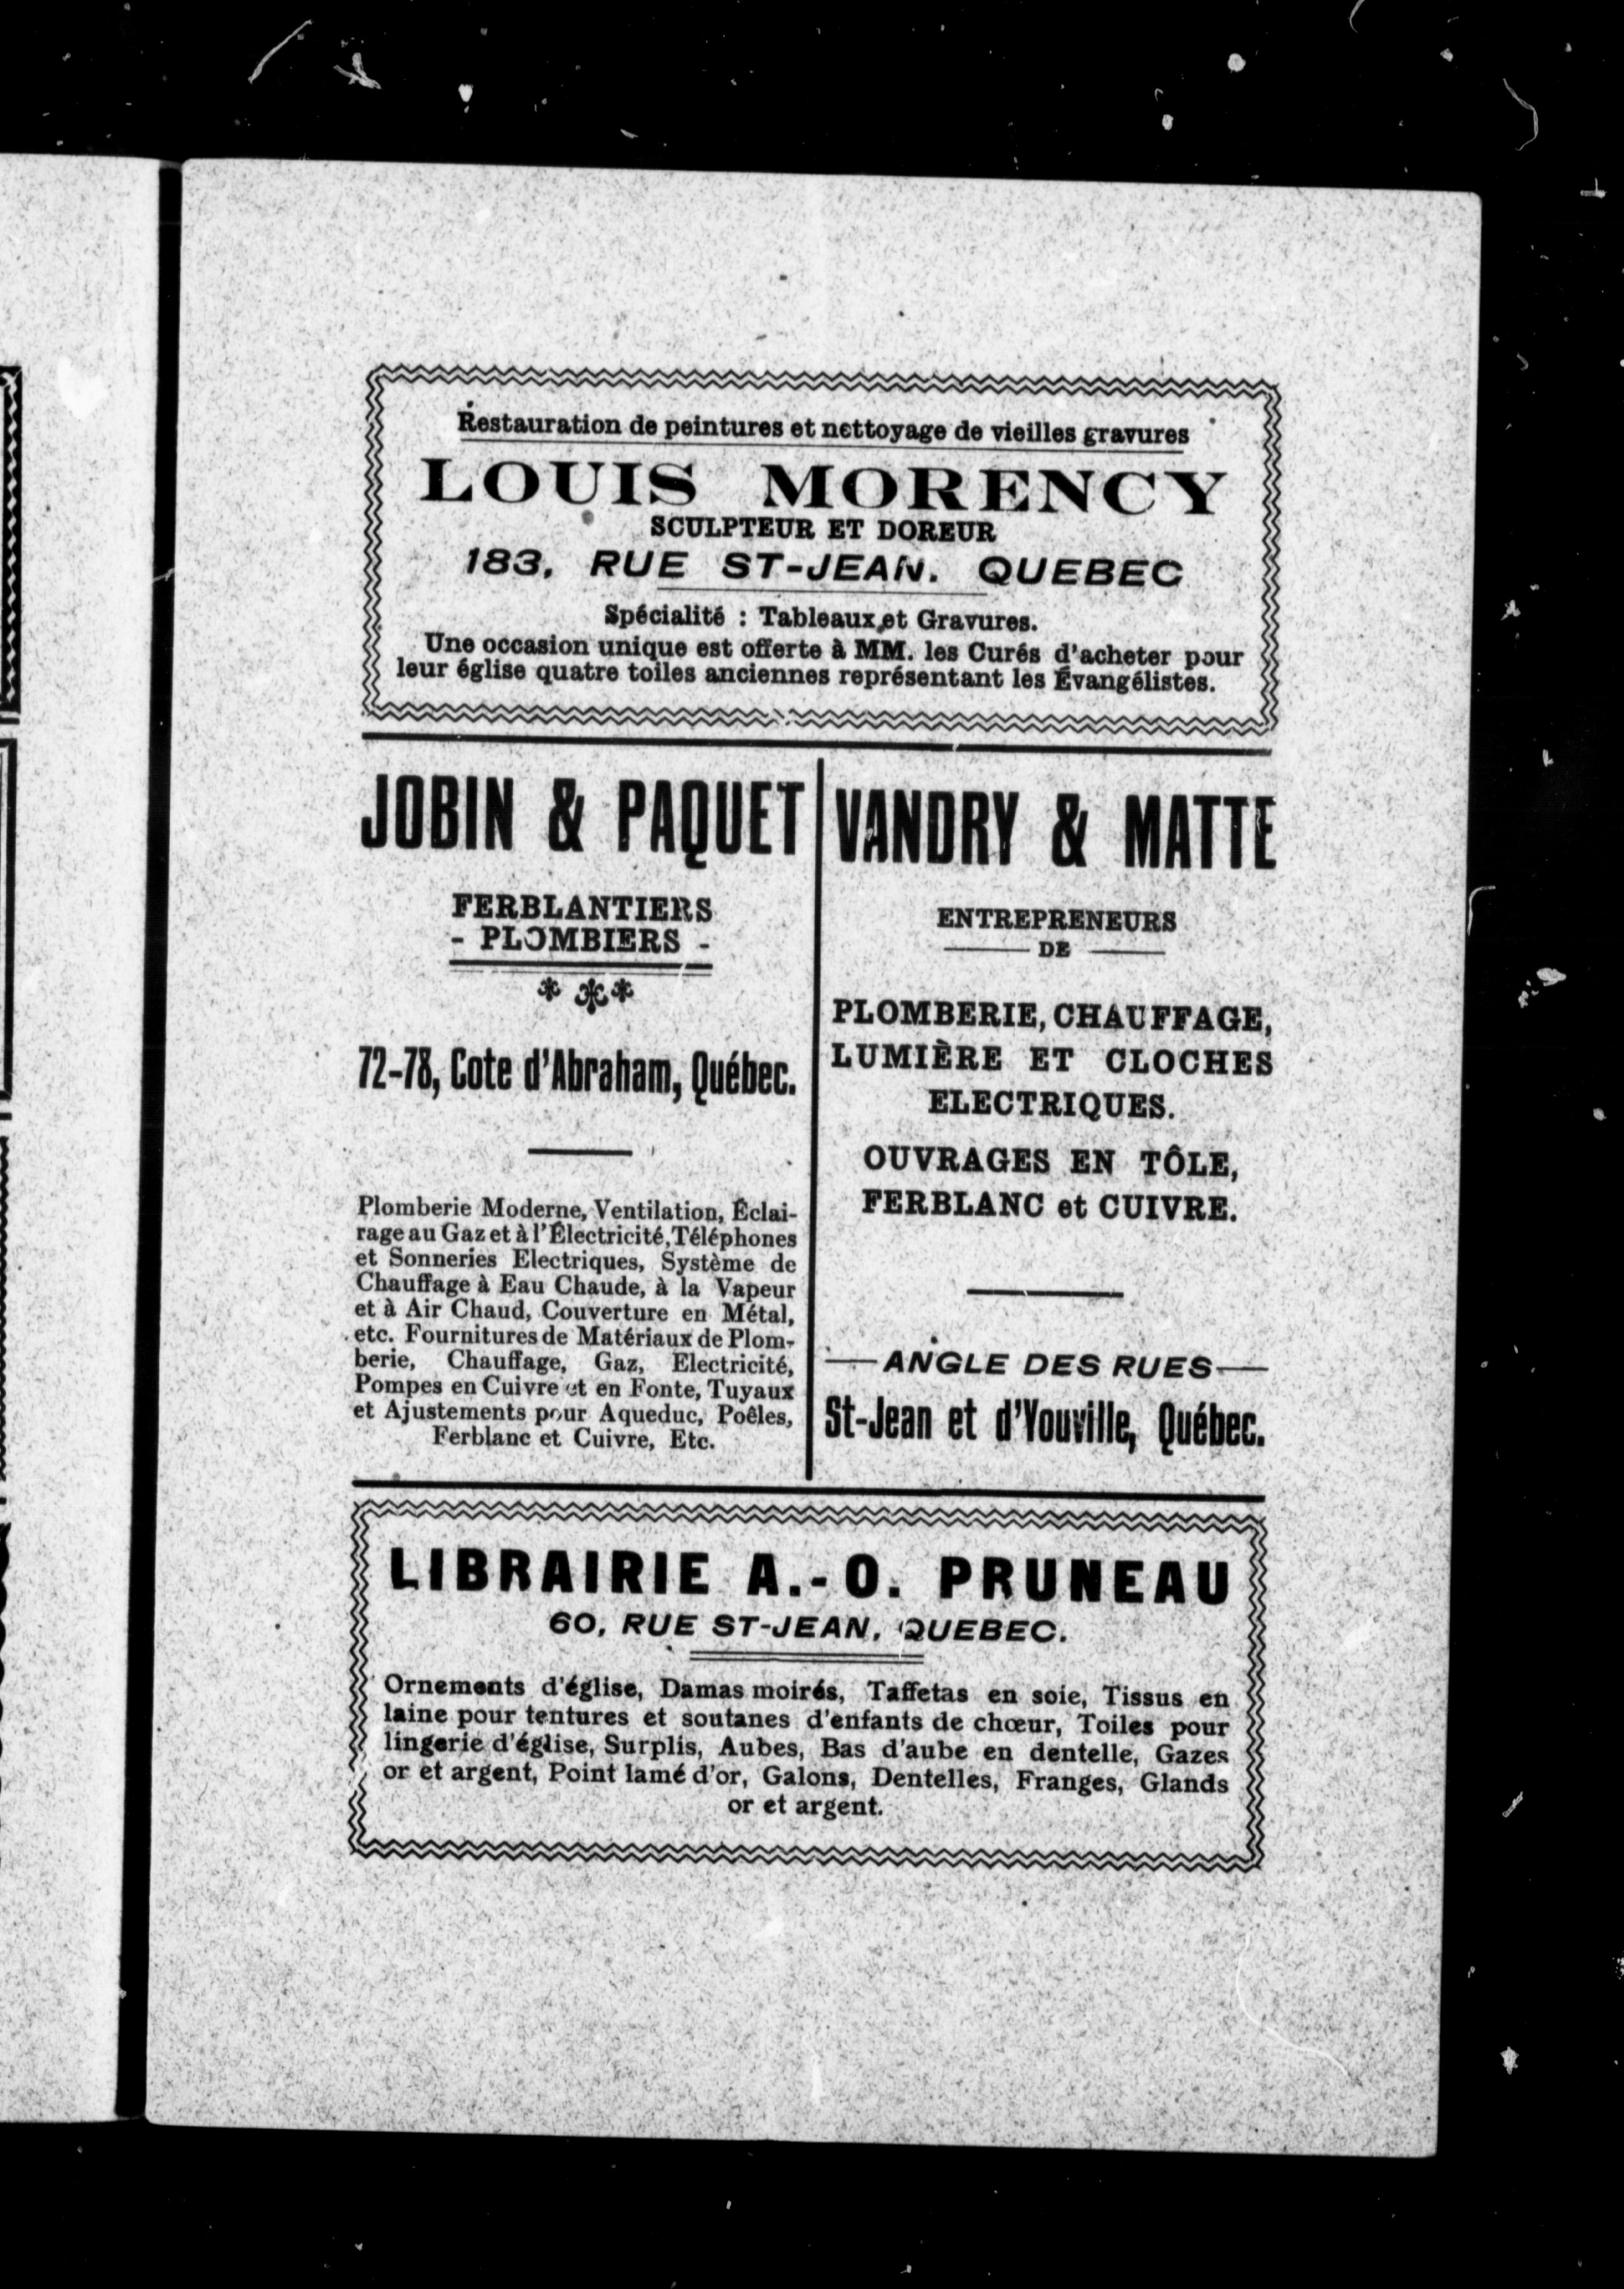 Restauration de peintures et nettoyage de vieilles gravures
LOUIS MORENCY
SCULPTEUR ET DOREUR
183, RUE ST-JEAN. QUEBEC
Spécialité : Tableaux et Gravures.
Une occasion unique est offerte à MM. les Curés d'acheter pour
leur église quatre toiles anciennes représentant les Évangélistes.
JOBIN & PAQUET
FERBLANTIERS
- PLOMBIERS -
72-78, Cote d'Abraham, Québec.
Plomberie Moderne, Ventilation, Éclai-
rage au Gaz et à l'Électricité, Téléphones
et Sonneries Electriques, Système de
Chauffage à Eau Chaude, à la Vapeur
et à Air Chaud, Couverture en Métal,
etc. Fournitures de Matériaux de Plom-
berie, Chauffage, Gaz, Electricité,
Pompes en Cuivre et en Fonte, Tuyaux
et Ajustements pour Aqueduc, Poêles,
Ferblanc et Cuivre, Etc.
VANDRY & MATTE
ENTREPRENEURS
DE
PLOMBERIE, CHAUFFAGE,
LUMIÈRE ET CLOCHES
ELECTRIQUES.
OUVRAGES EN TÔLE,
FERBLANC et CUIVRE.
ANGLE DES RUES
St-Jean et d'Youville, Québec.
LIBRAIRIE A.-O. PRUNEAU
60, RUE ST-JEAN, QUEBEC.
Ornements d'église, Damas moirés, Taffetas en soie, Tissus en
laine pour tentures et soutanes d'enfants de chœur, Toiles pour
lingerie d'église, Surplis, Aubes, Bas d'aube en dentelle, Gazes
or et argent, Point lamé d'or, Galons, Dentelles, Franges, Glands
or et argent.